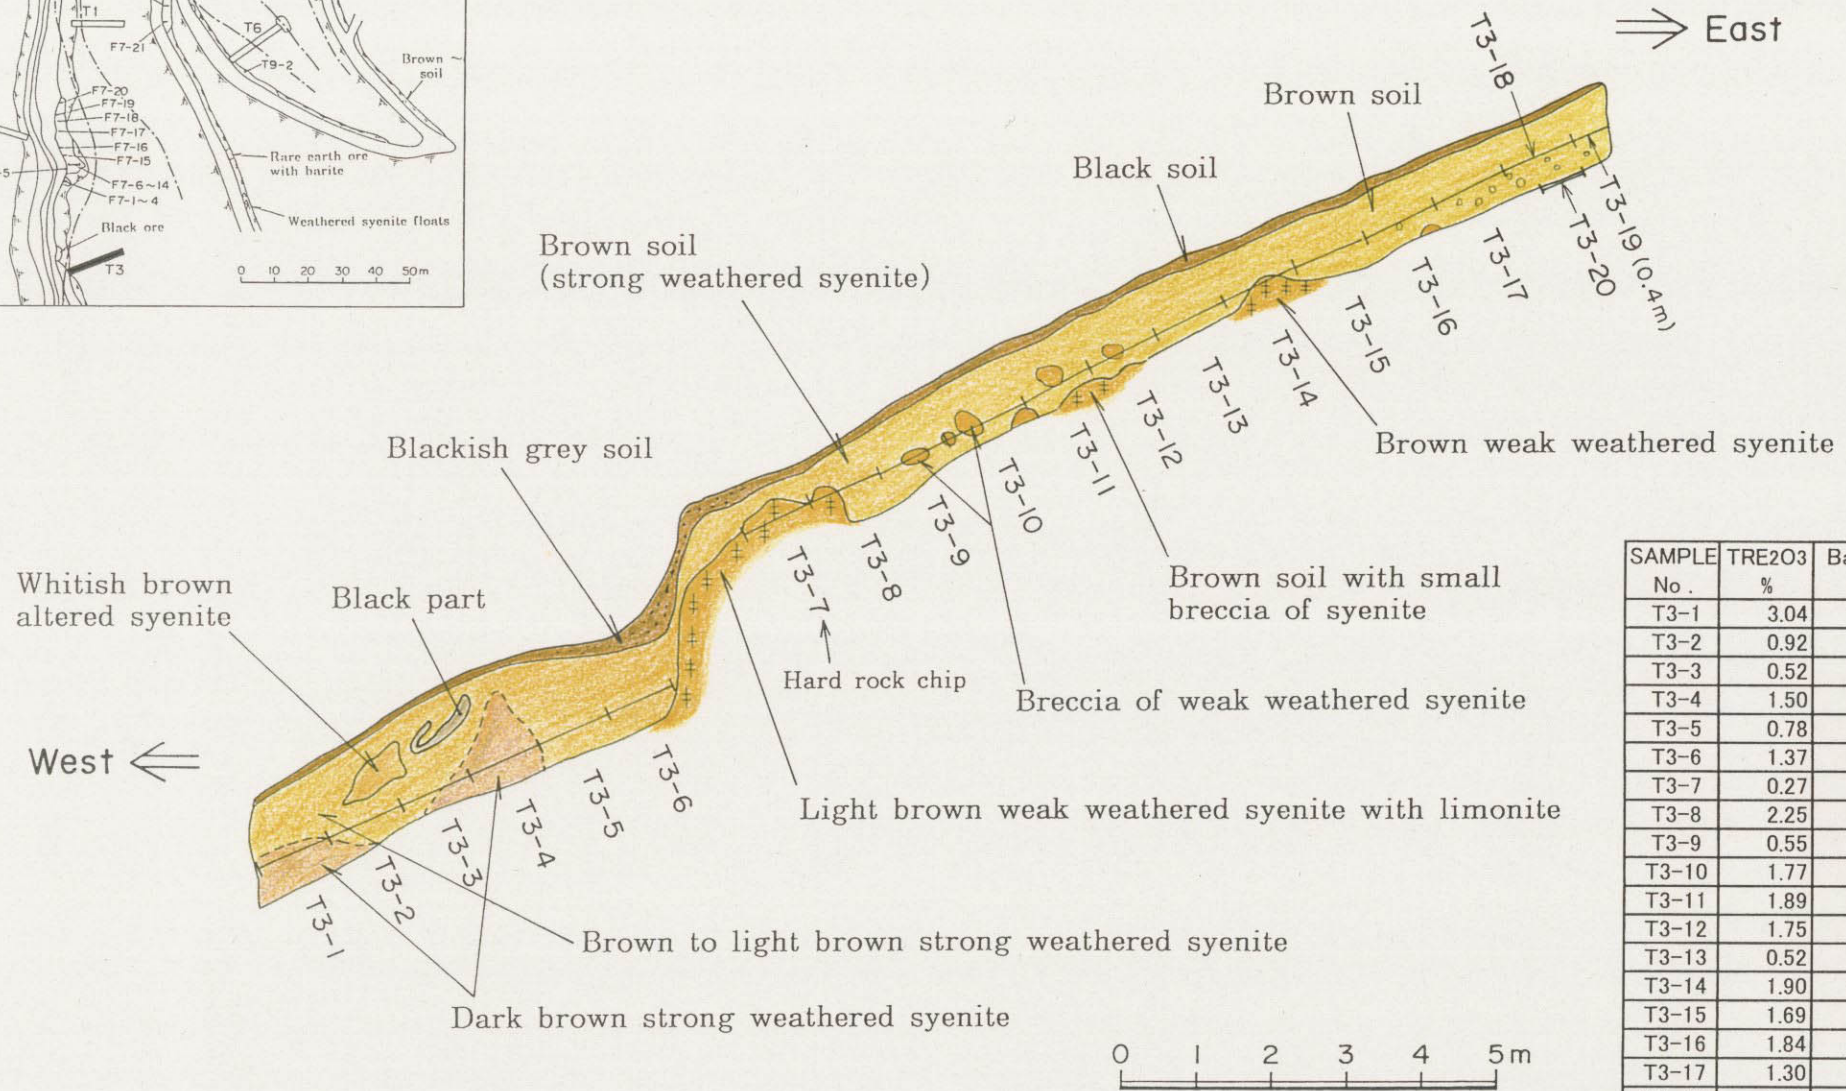 T1
F7-21
T6
T9-2
Brown
soil
F7-20
F7-19
F7-18
F7-17
F7-16
F7-15
F7-6~14
F7-1~4
Rare earth ore
with barite
Weathered syenite floats
Black ore
T3
0 10 20 30 40 50m
East
T3-18
Brown soil
Black soil
Brown soil
(strong weathered syenite)
Blackish grey soil
Whitish brown
altered syenite
Black part
West
T3-19 (0.4m)
T3-20
T3-17
T3-16
T3-15
T3-14
T3-13
T3-12
T3-11
T3-10
T3-9
T3-8
T3-7
Hard rock chip
T3-6
T3-5
T3-4
T3-3
T3-2
T3-1
Brown weak weathered syenite
Brown soil with small
breccia of syenite
Breccia of weak weathered syenite
Light brown weak weathered syenite with limonite
Brown to light brown strong weathered syenite
Dark brown strong weathered syenite
0 1 2 3 4 5m
SAMPLE TRE2O3
No. %
T3-1 3.04
T3-2 0.92
T3-3 0.52
T3-4 1.50
T3-5 0.78
T3-6 1.37
T3-7 0.27
T3-8 2.25
T3-9 0.55
T3-10 1.77
T3-11 1.89
T3-12 1.75
T3-13 0.52
T3-14 1.90
T3-15 1.69
T3-16 1.84
T3-17 1.30